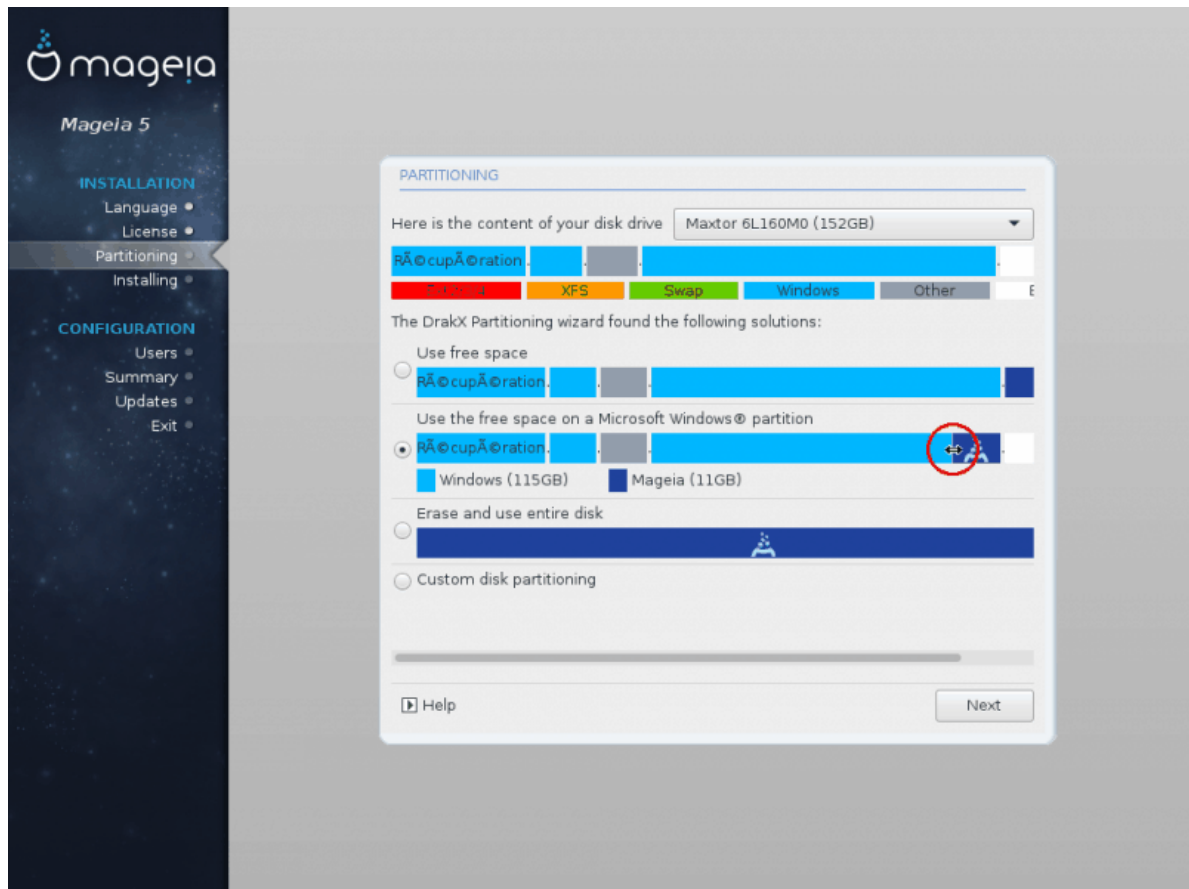 mageia
Mageia 5
INSTALLATION
Language
License
Partitioning
Installing
CONFIGURATION
Users
Summary
Updates
Exit
PARTITIONING
Here is the content of your disk drive Maxtor 6L160M0 (152GB)
RÃ©cupÃ©ration
XFS Swap Windows Other
The DrakX Partitioning wizard found the following solutions:
Use free space
RÃ©cupÃ©ration
Use the free space on a Microsoft Windows® partition
RÃ©cupÃ©ration
Windows (115GB) Mageia (11GB)
Erase and use entire disk
Custom disk partitioning
Help Next